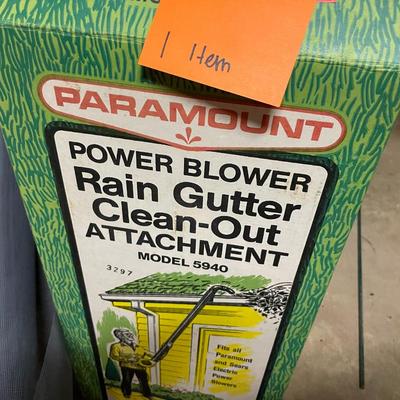 1 Item
PARAMOUNT
POWER BLOWER
Rain Gutter
Clean-Out
ATTACHMENT
MODEL 5940
3297
Fits all
Paramount
and Sears
Electric
Power
Blowers